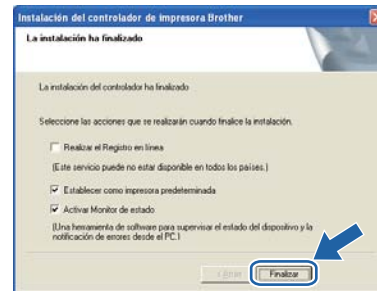 Instalación del controlador de impresora Brother
La instalación ha finalizado
La instalación del controlador ha finalizado
Seleccione las acciones que se realizarán cuando finalice la instalación.
Realizar el Registro en línea
(Este servicio puede no estar disponible en todos los países.)
Establecer como impresora predeterminada
Activar Monitor de estado
(Una herramienta de software para supervisar el estado del dispositivo y la
notificación de errores desde el PC.)
< Atrás
Finalizar